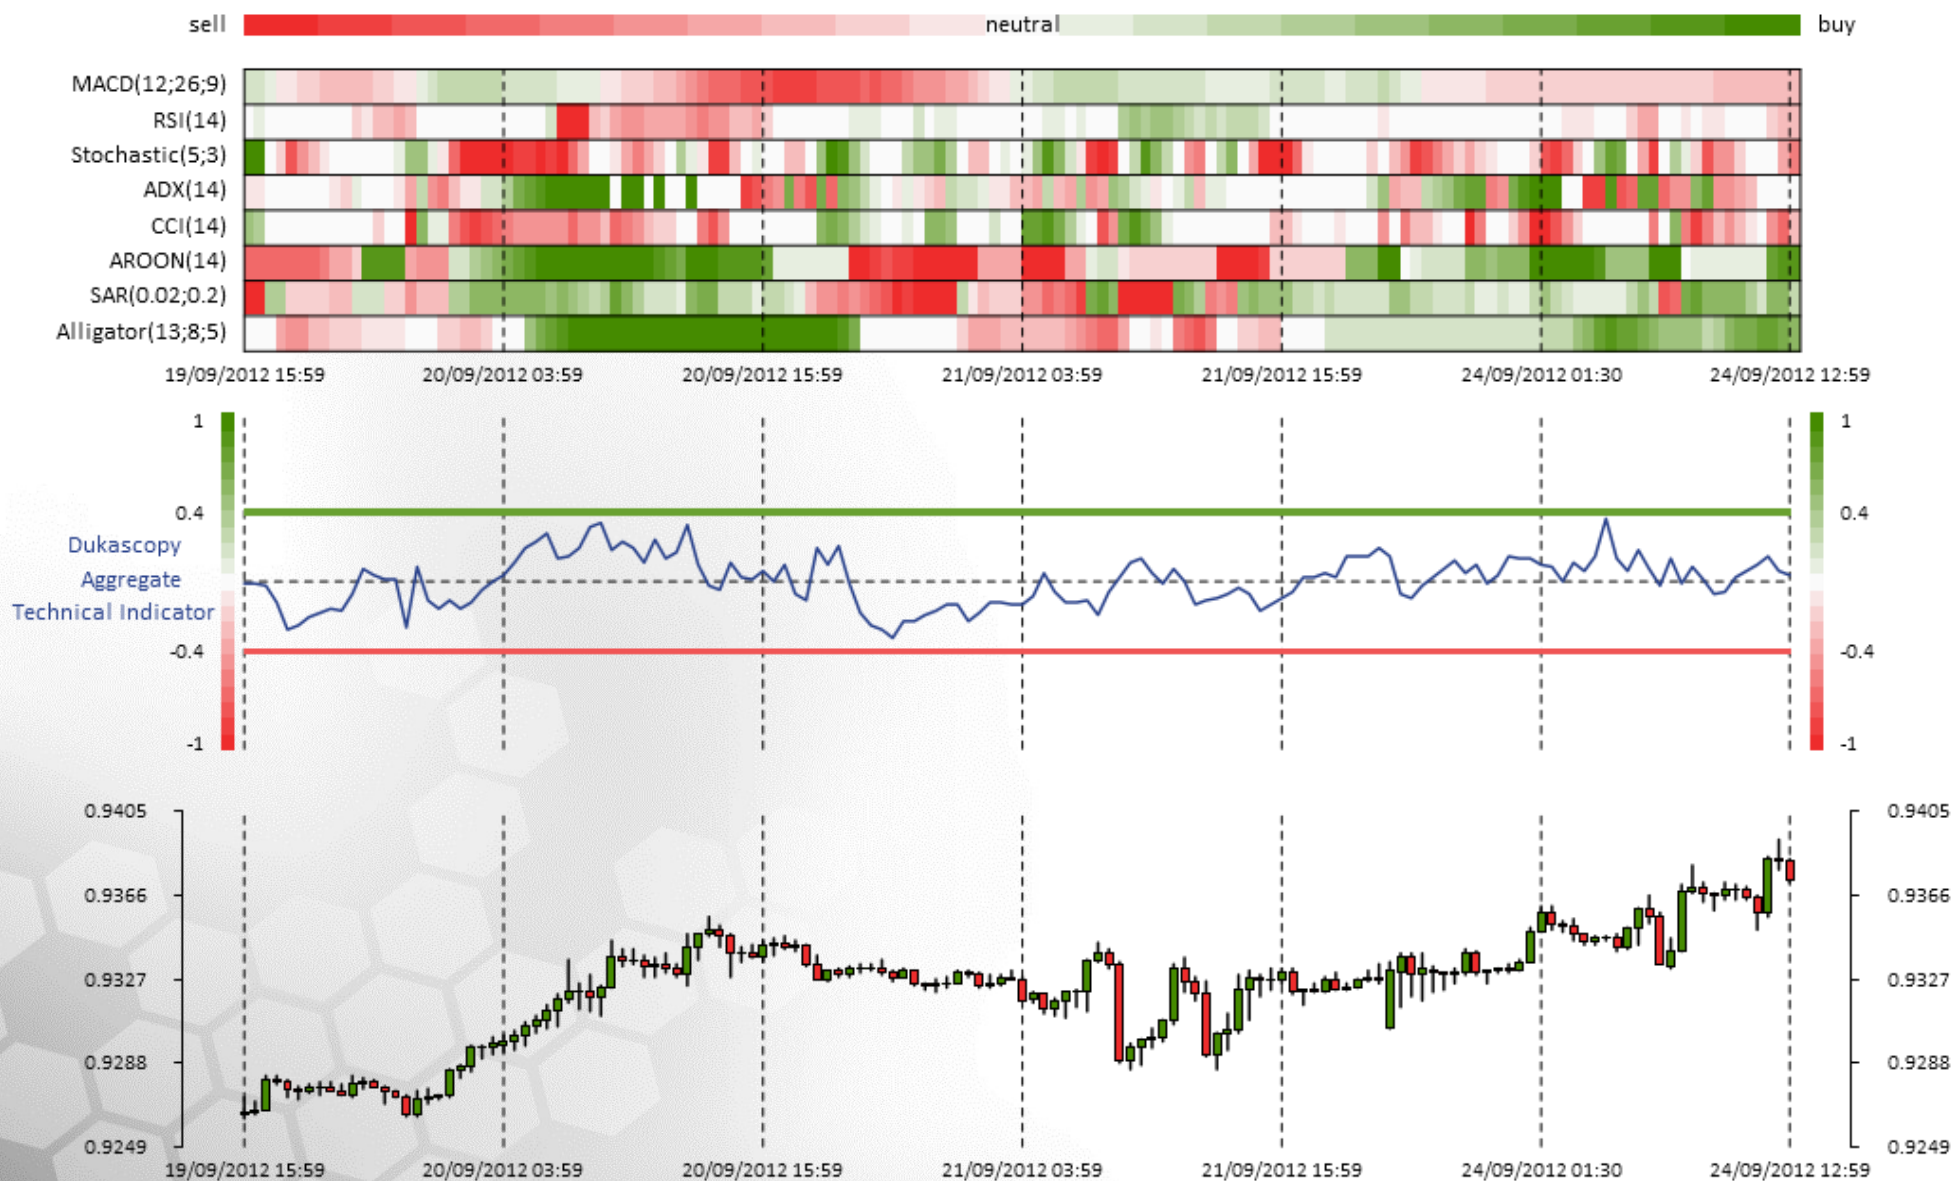 sell neutral buy
MACD(12;26;9)
RSI(14)
Stochastic(5;3)
ADX(14)
CCI(14)
AROON(14)
SAR(0.02;0.2)
Alligator(13;8;5)
19/09/2012 15:59 20/09/2012 03:59 20/09/2012 15:59 21/09/2012 03:59 21/09/2012 15:59 24/09/2012 01:30 24/09/2012 12:59
1 1
0.4 0.4
Dukascopy
Aggregate
Technical Indicator
-0.4 -0.4
-1 -1
0.9405 0.9405
0.9366 0.9366
0.9327 0.9327
0.9288 0.9288
0.9249 0.9249
19/09/2012 15:59 20/09/2012 03:59 20/09/2012 15:59 21/09/2012 03:59 21/09/2012 15:59 24/09/2012 01:30 24/09/2012 12:59